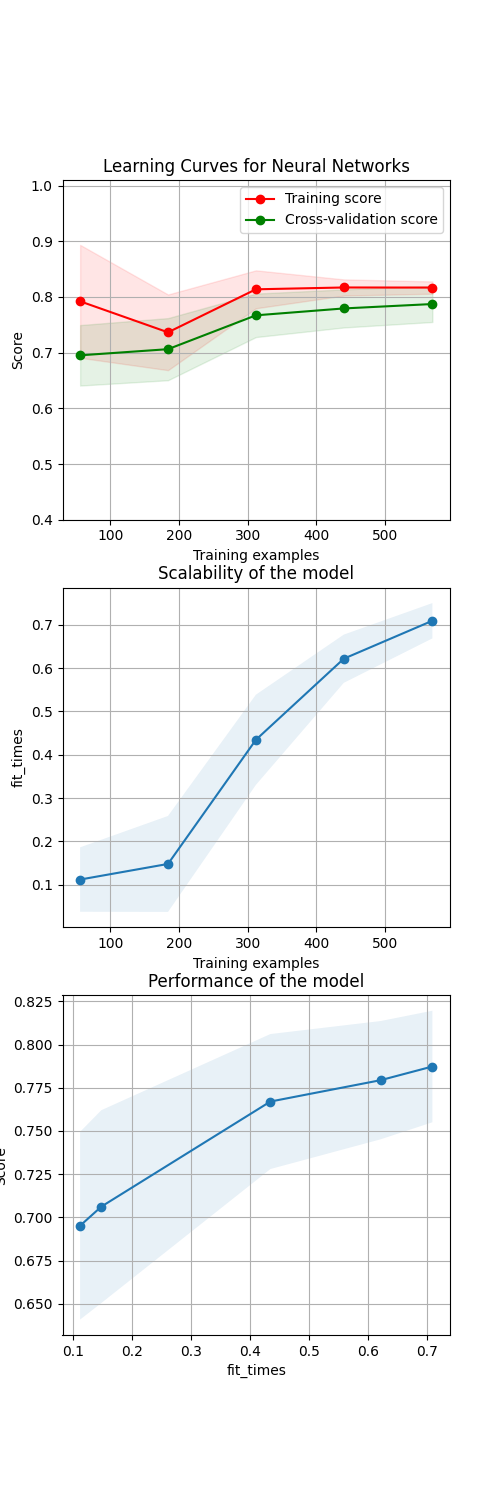 Learning Curves for Neural Networks
1.0
0.9
0.8
0.7
0.6
0.5
0.4
Score
Training score
Cross-validation score
100 200 300 400 500
Training examples
Scalability of the model
0.7
0.6
0.5
0.4
0.3
0.2
0.1
fit_times
100 200 300 400 500
Training examples
Performance of the model
0.825
0.800
0.775
0.750
0.725
0.700
0.675
0.650
Score
0.1 0.2 0.3 0.4 0.5 0.6 0.7
fit_times